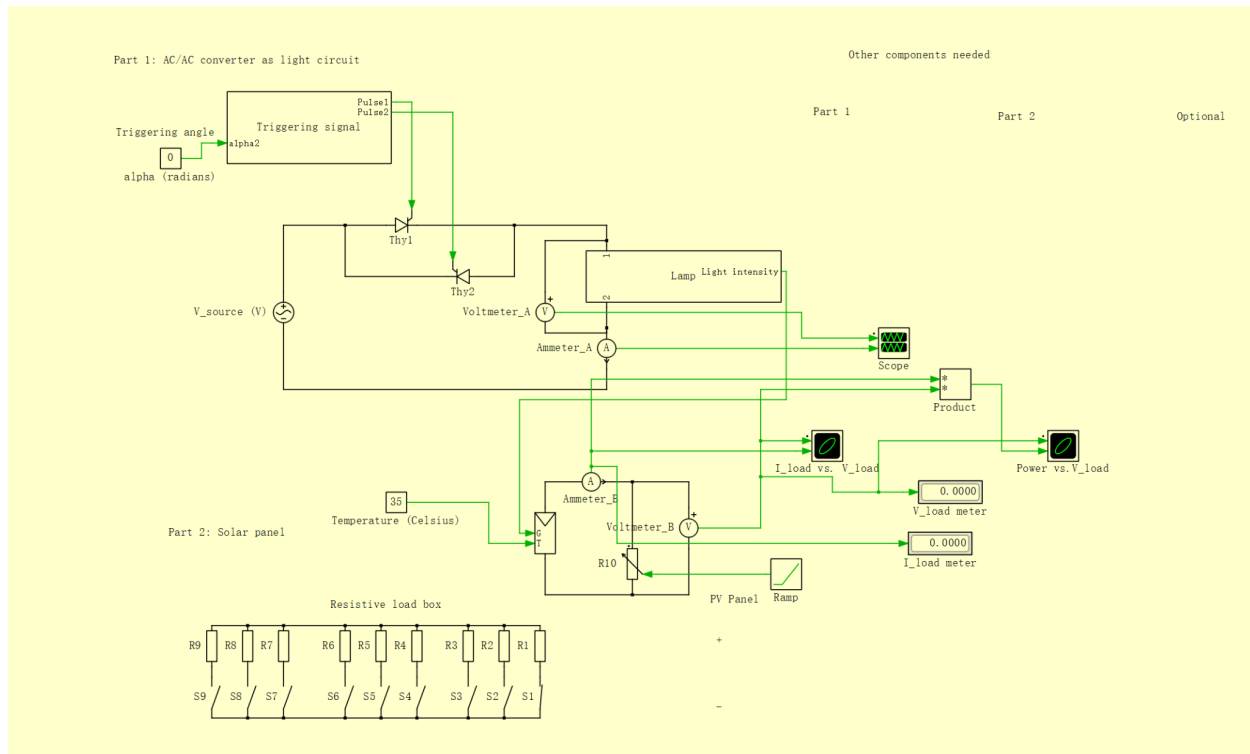 Part 1: AC/AC converter as light circuit
Other components needed
Part 1
Part 2
Optional
Pulse1
Pulse2
Triggering signal
Triggering angle
alpha2
0
alpha (radians)
Thy1
Thy2
1
Lamp
Light intensity
2
V_source (V)
Voltmeter_A
V
+
Ammeter_A
A
Scope
*
*
Product
I_load vs. V_load
Power vs.V_load
A
Ammeter_B
35
Temperature (Celsius)
0.0000
V_load meter
+
Voltmeter_B
V
Part 2: Solar panel
G
T
0.0000
I_load meter
R10
PV Panel
Ramp
Resistive load box
R9
R8
R7
R6
R5
R4
R3
R2
R1
+
S9
S8
S7
S6
S5
S4
S3
S2
S1
−